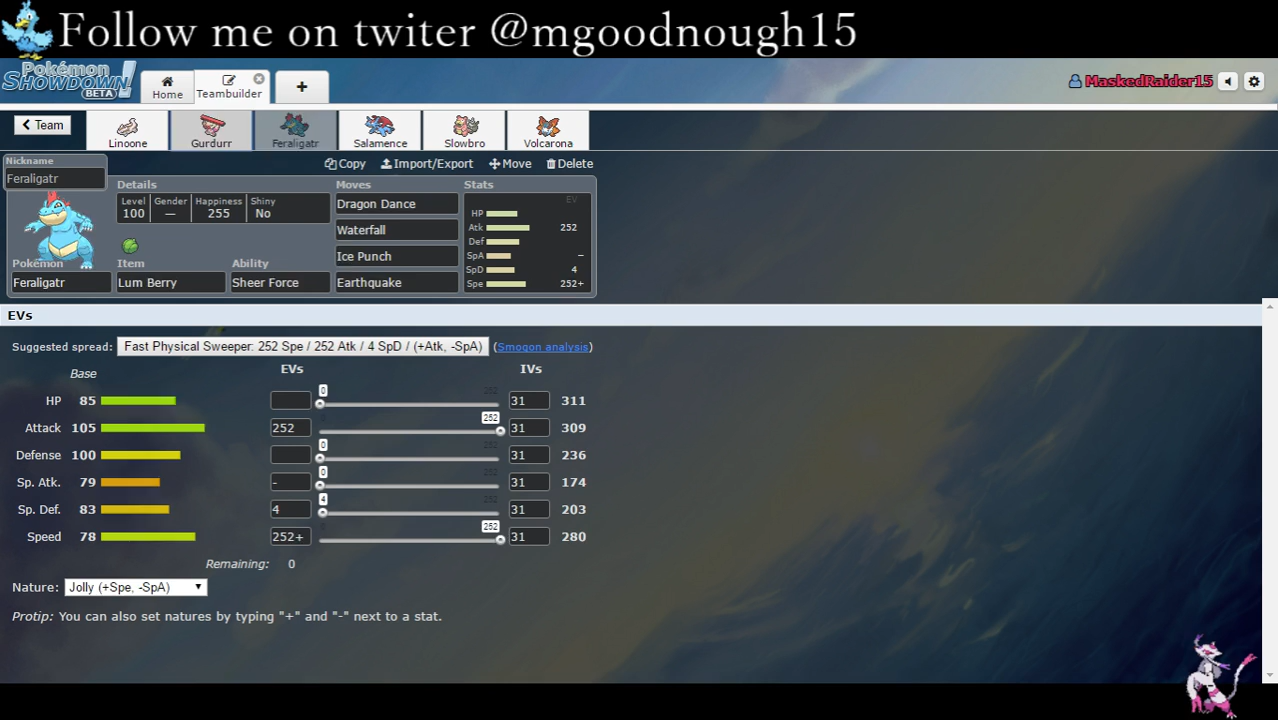 Follow me on twiter @mgoodnough15
Pokémon
SHOWDOWN!
BETA
Home
Teambuilder
+
MaskedRaider15
< Team
Linoone
Gurdurr
Feraligatr
Salamence
Slowbro
Volcarona
Nickname
Feraligatr
Copy Import/Export Move Delete
Details
Level Gender Happiness Shiny
100 — 255 No
Moves
Dragon Dance
Waterfall
Ice Punch
Earthquake
Stats
EV
HP
Atk 252
Def
SpA –
SpD 4
Spe 252+
Pokémon Item Ability
Feraligatr Lum Berry Sheer Force
EVs
Suggested spread: Fast Physical Sweeper: 252 Spe / 252 Atk / 4 SpD / (+Atk, -SpA) (Smogon analysis)
Base EVs IVs
HP 85 0 252 31 311
Attack 105 252 252 31 309
Defense 100 0 252 31 236
Sp. Atk. 79 - 0 252 31 174
Sp. Def. 83 4 4 252 31 203
Speed 78 252+ 0 252 31 280
Remaining: 0
Nature: Jolly (+Spe, -SpA)
Protip: You can also set natures by typing "+" and "-" next to a stat.